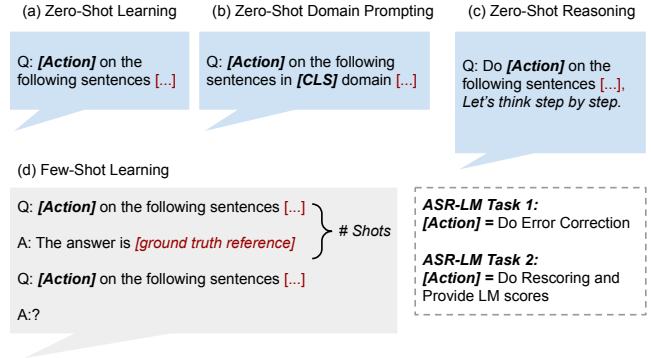 (a) Zero-Shot Learning
Q: [Action] on the
following sentences [...]
(b) Zero-Shot Domain Prompting
Q: [Action] on the following
sentences in [CLS] domain [...]
(c) Zero-Shot Reasoning
Q: Do [Action] on the
following sentences [...],
Let's think step by step.
(d) Few-Shot Learning
Q: [Action] on the following sentences [...]
A: The answer is [ground truth reference]
# Shots
Q: [Action] on the following sentences [...]
A:?
ASR-LM Task 1:
[Action] = Do Error Correction
ASR-LM Task 2:
[Action] = Do Rescoring and
Provide LM scores